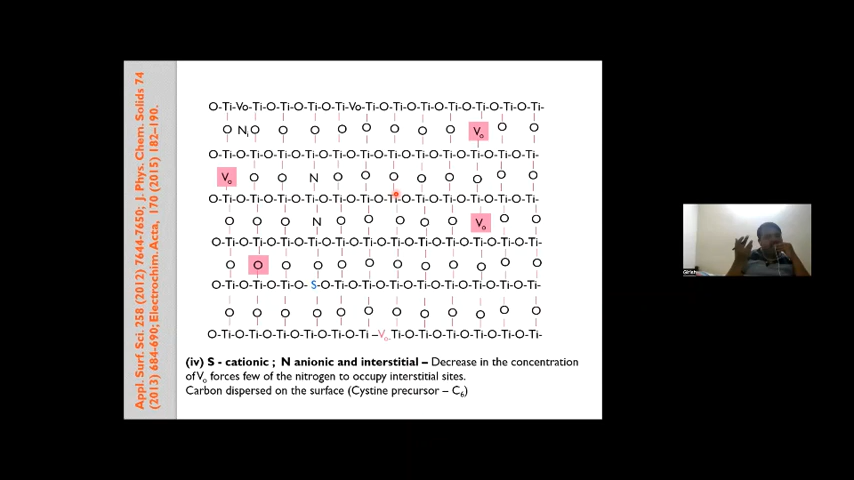 Appl. Surf. Sci. 258 (2012) 7644-7650; J. Phys. Chem. Solids 74
(2013) 684-690; Electrochim. Acta, 170 (2015) 182–190.
O-Ti-Vo-Ti-O-Ti-O-Ti-O-Ti-Vo-Ti-O-Ti-O-Ti-O-Ti-O-Ti-O-Ti-
O Ni O O O O O O O O Vo O O
O-Ti-O-Ti-O-Ti-O-Ti-O-Ti-O-Ti-O-Ti-O-Ti-O-Ti-O-Ti-O-Ti-
Vo O O N O O O O O O O O
O-Ti-O-Ti-O-Ti-O-Ti-O-Ti-O-Ti-O-Ti-O-Ti-O-Ti-O-Ti-O-Ti-
O O O N O O O O O Vo O O
O-Ti-O-Ti-O-Ti-O-Ti-O-Ti-O-Ti-O-Ti-O-Ti-O-Ti-O-Ti-O-Ti-
O O O O O O O O O O O O
O-Ti-O-Ti-O-Ti-O- S-O-Ti-O-Ti-O-Ti-O-Ti-O-Ti-O-Ti-O-Ti-
O O O O O O O O O O O O
O-Ti-O-Ti-O-Ti-O-Ti-O-Ti-O-Ti –Vo Ti-O-Ti-O-Ti-O-Ti-O-Ti-
(iv) S - cationic ; N anionic and interstitial – Decrease in the concentration
of Vo forces few of the nitrogen to occupy interstitial sites.
Carbon dispersed on the surface (Cystine precursor – C6)
Girish